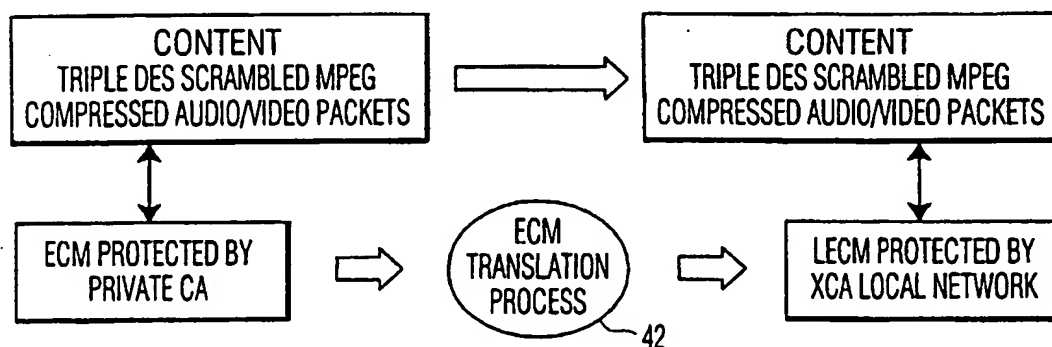 CONTENT
TRIPLE DES SCRAMBLED MPEG
COMPRESSED AUDIO/VIDEO PACKETS
CONTENT
TRIPLE DES SCRAMBLED MPEG
COMPRESSED AUDIO/VIDEO PACKETS
ECM PROTECTED BY
PRIVATE CA
ECM
TRANSLATION
PROCESS
42
LECM PROTECTED BY
XCA LOCAL NETWORK